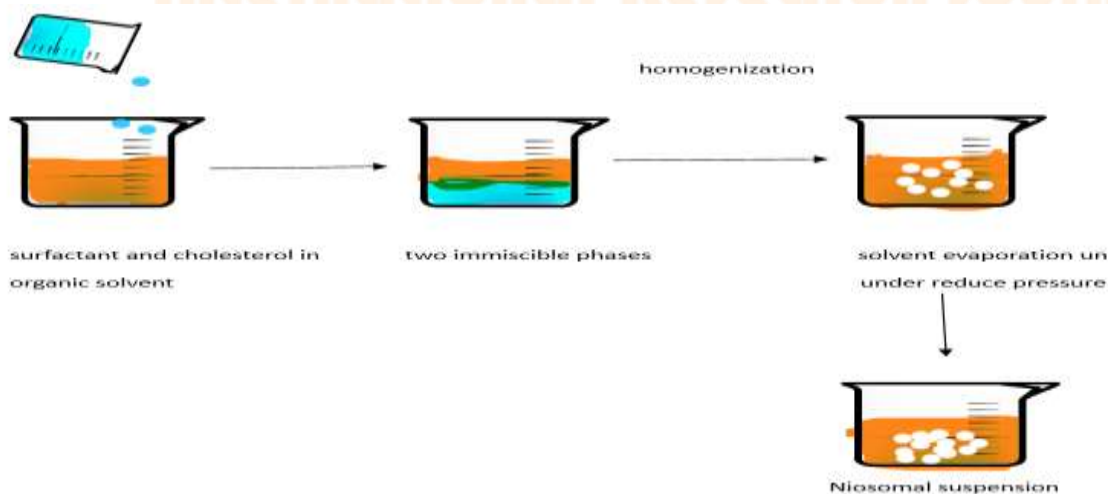 homogenization
surfactant and cholesterol in
organic solvent
two immiscible phases
solvent evaporation un
under reduce pressure
Niosomal suspension